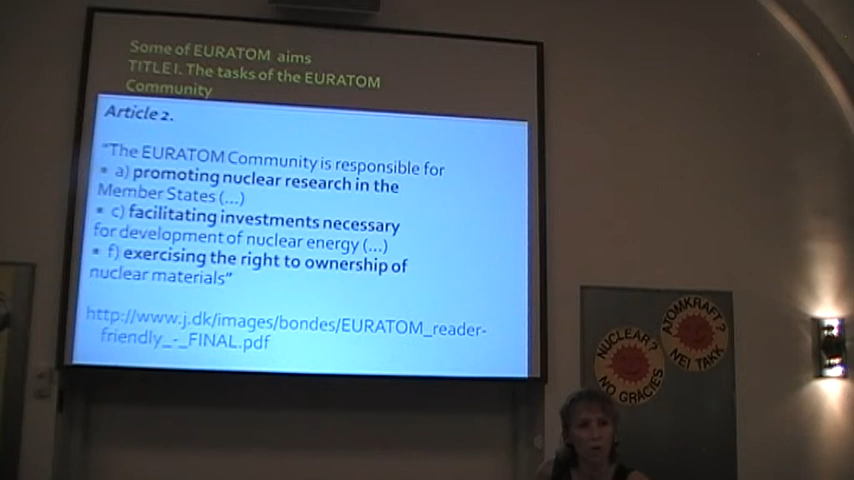 Some of EURATOM aims
TITLE I. The tasks of the EURATOM
Community
Article 2.
"The EURATOM Community is responsible for
▪ a) promoting nuclear research in the
Member States (...)
▪ c) facilitating investments necessary
for development of nuclear energy (...)
▪ f) exercising the right to ownership of
nuclear materials"
http://www.j.dk/images/bondes/EURATOM_reader-
friendly_-_FINAL.pdf
ATOMKRAFT?
NEI TAKK
NUCLEAR?
NO GRÀCIES